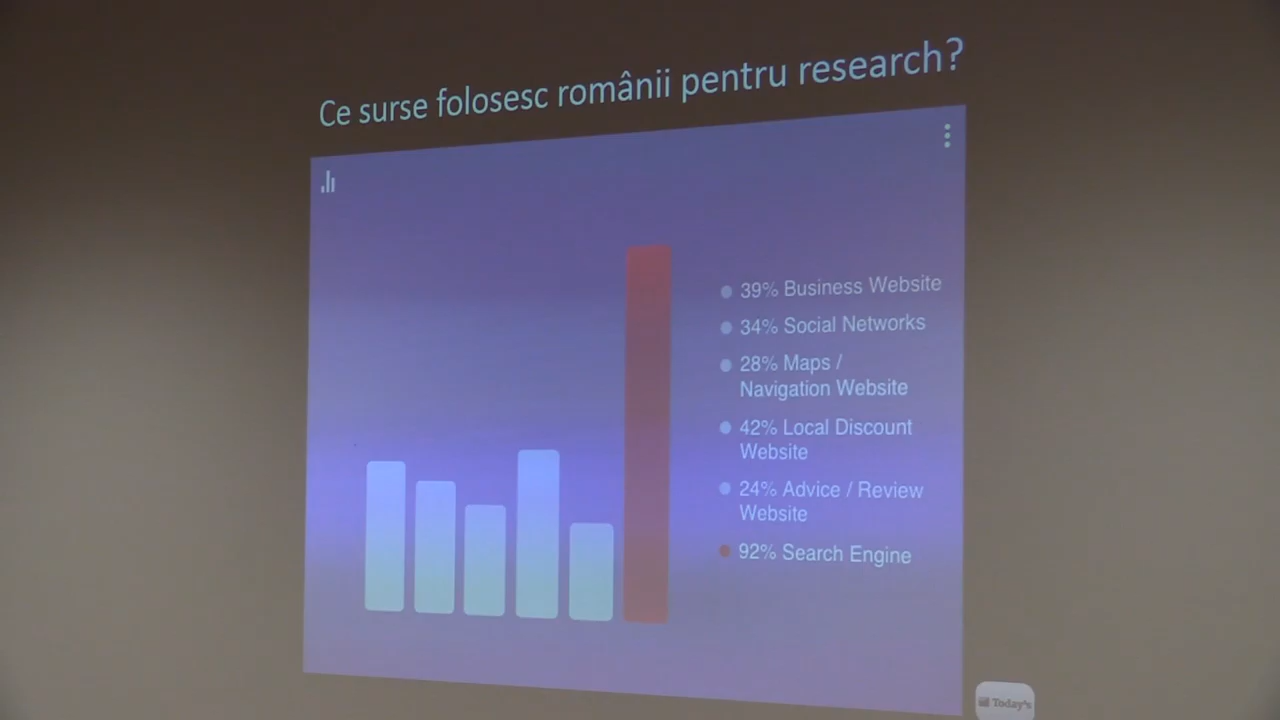 Ce surse folosesc românii pentru research?
39% Business Website
34% Social Networks
28% Maps /
Navigation Website
42% Local Discount
Website
24% Advice / Review
Website
92% Search Engine
Today's